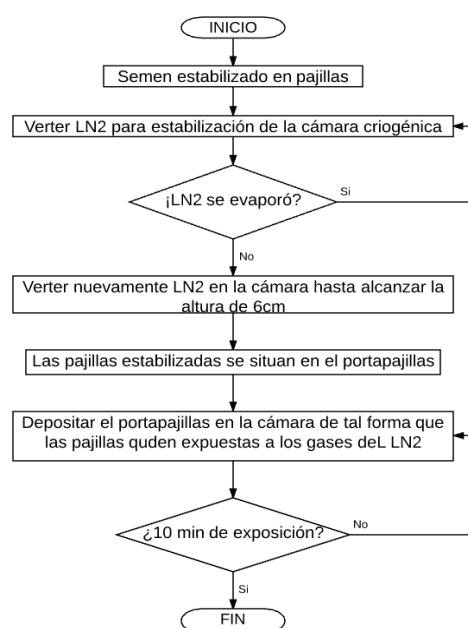 INICIO
Semen estabilizado en pajillas
Verter LN2 para estabilización de la cámara criogénica
¡LN2 se evaporó?
Si
No
Verter nuevamente LN2 en la cámara hasta alcanzar la
altura de 6cm
Las pajillas estabilizadas se situan en el portapajillas
Depositar el portapajillas en la cámara de tal forma que
las pajillas quden expuestas a los gases deL LN2
¿10 min de exposición?
No
Si
FIN